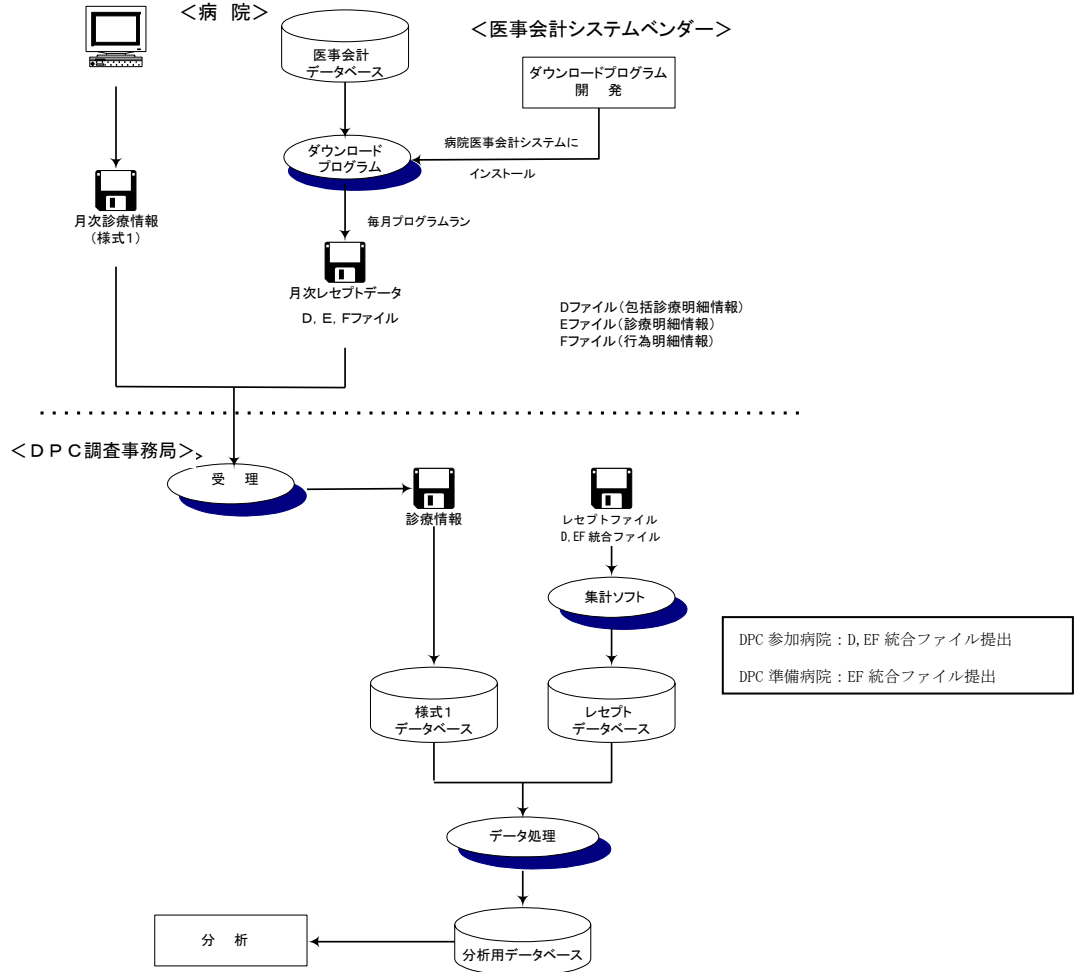 ＜病 院＞
＜医事会計システムベンダー＞
医事会計
データベース
ダウンロードプログラム
開 発
病院医事会計システムに
インストール
ダウンロード
プログラム
毎月プログラムラン
月次診療情報
（様式１）
月次レセプトデータ
Ｄ，Ｅ，Ｆファイル
Dファイル（包括診療明細情報）
Eファイル（診療明細情報）
Fファイル（行為明細情報）
＜ＤＰＣ調査事務局＞
受 理
診療情報
レセプトファイル
D,EF 統合ファイル
集計ソフト
DPC 参加病院：D,EF 統合ファイル提出
DPC 準備病院：EF 統合ファイル提出
様式１
データベース
レセプト
データベース
データ処理
分 析
分析用データベース